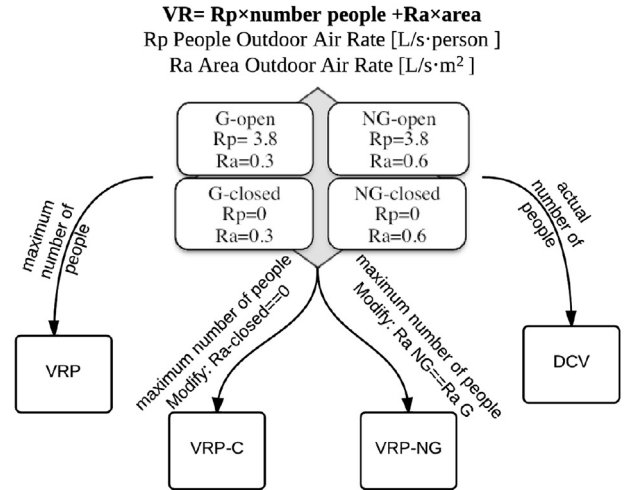 VR= Rp×number people +Ra×area
Rp People Outdoor Air Rate [L/s·person ]
Ra Area Outdoor Air Rate [L/s·m² ]
G-open
Rp= 3.8
Ra=0.3
NG-open
Rp=3.8
Ra=0.6
G-closed
Rp=0
Ra=0.3
NG-closed
Rp=0
Ra=0.6
maximum
number of
people
actual
number of
people
maximum number of people
Modify: Ra-closed==0
maximum number of people
Modify: Ra NG==Ra G
VRP
DCV
VRP-C
VRP-NG